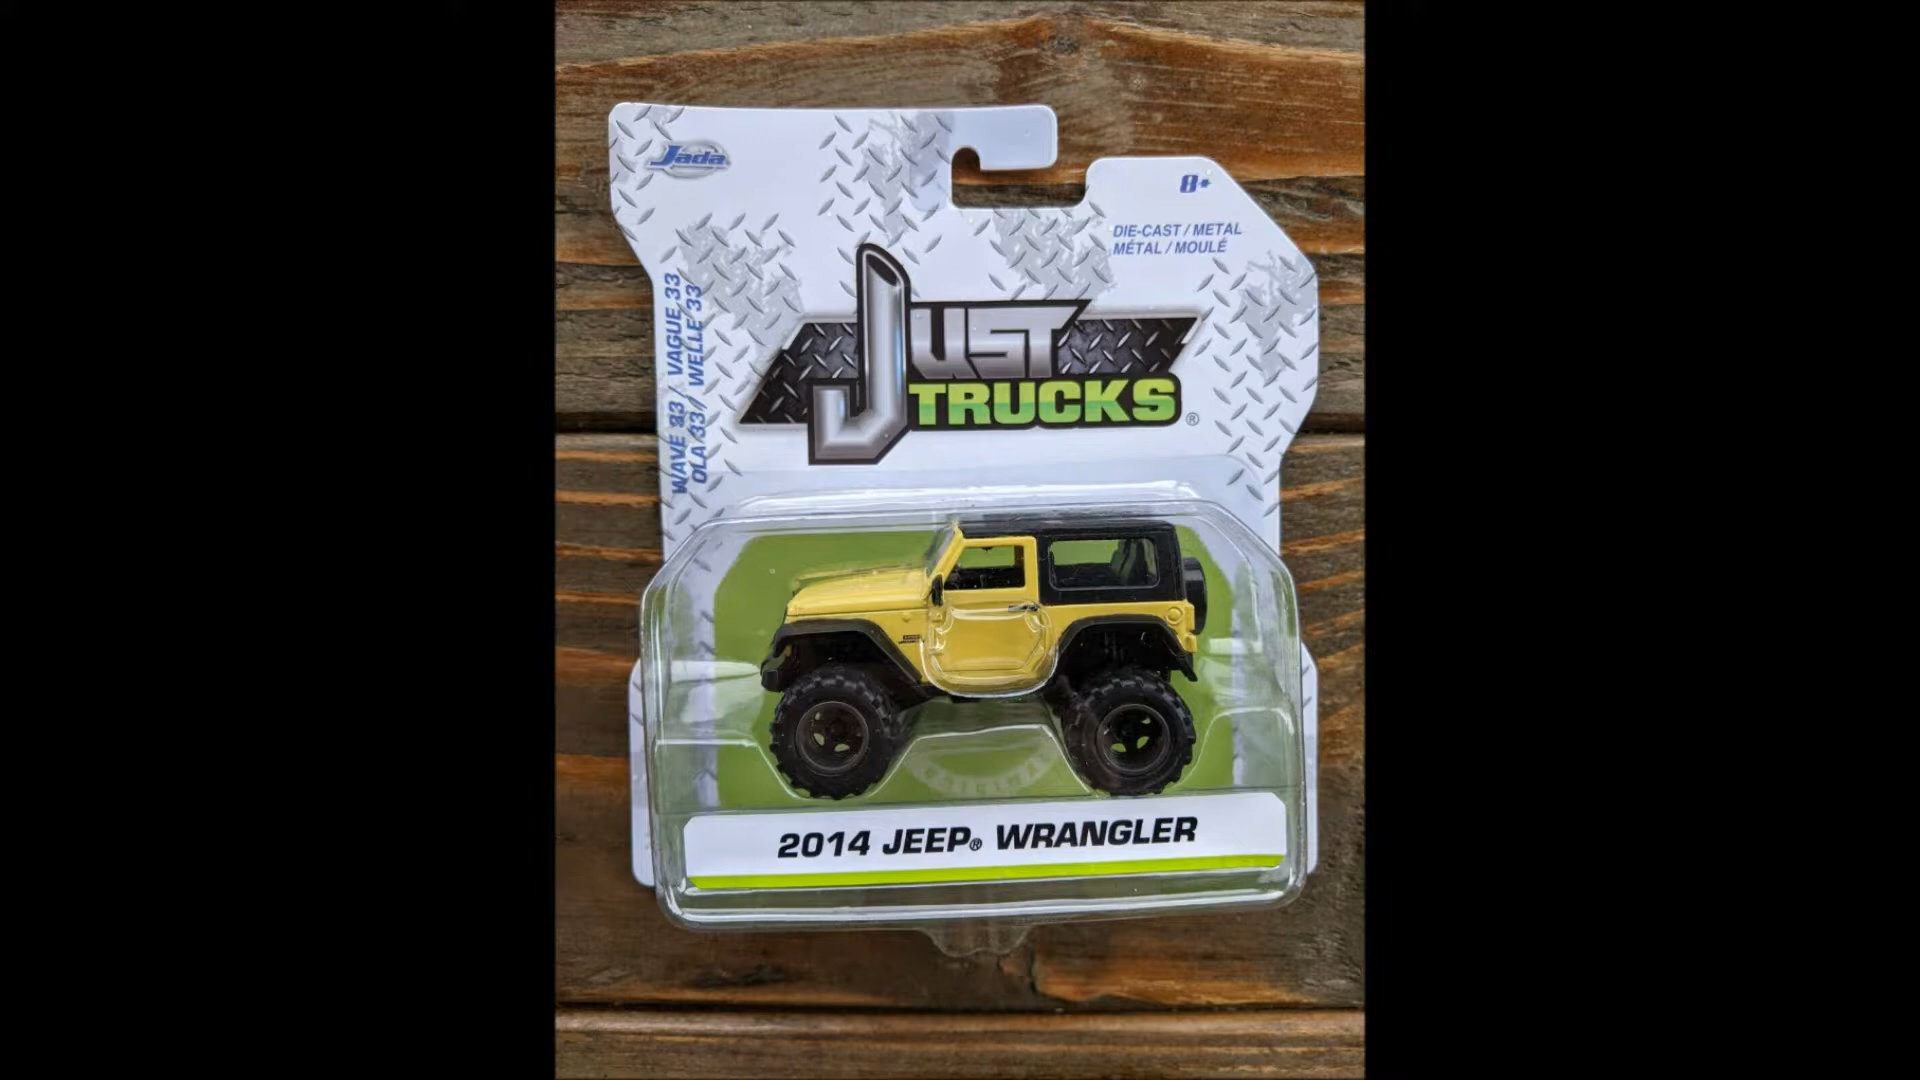 Jada
8+
DIE-CAST / METAL
MÉTAL / MOULÉ
WAVE 33 / VAGUE 33
OLA 33 / WELLE 33
JUST
TRUCKS®
2014 JEEP® WRANGLER